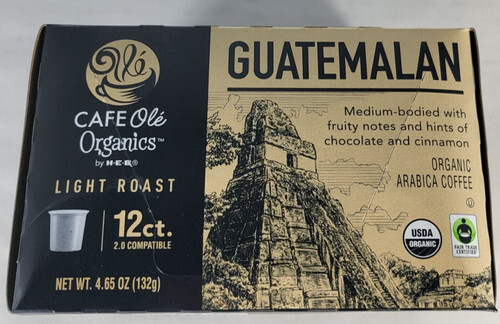 Olé
CAFE Olé
Organics™
by H-E-B®
LIGHT ROAST
12ct.
2.0 COMPATIBLE
NET WT. 4.65 OZ (132g)
GUATEMALAN
Medium-bodied with
fruity notes and hints of
chocolate and cinnamon
ORGANIC
ARABICA COFFEE
U
USDA
ORGANIC
FAIR TRADE
CERTIFIED